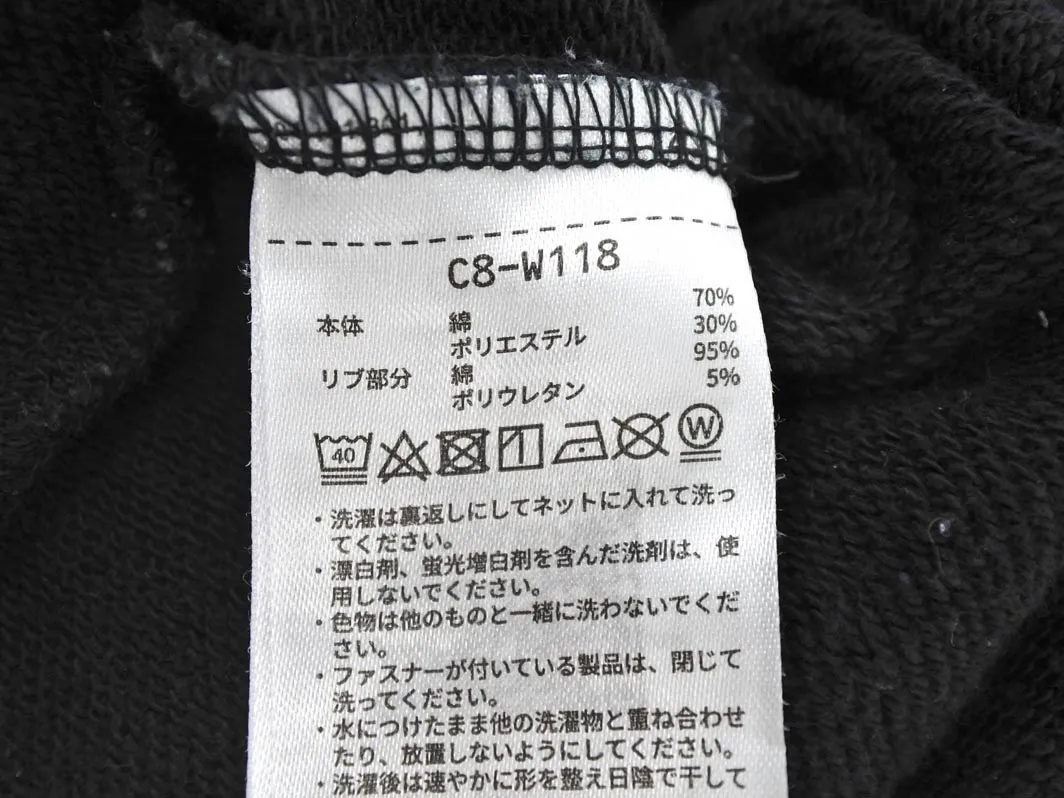 C8-W118
70%
本体 綿 30%
ポリエステル 95%
リブ部分 綿 5%
ポリウレタン
40
W
・洗濯は裏返しにしてネットに入れて洗っ
てください。
・漂白剤、蛍光増白剤を含んだ洗剤は、使
用しないでください。
・色物は他のものと一緒に洗わないでくだ
さい。
・ファスナーが付いている製品は、閉じて
洗ってください。
・水につけたまま他の洗濯物と重ね合わせ
たり、放置しないようにしてください。
・洗濯後は速やかに形を整え日陰で干して